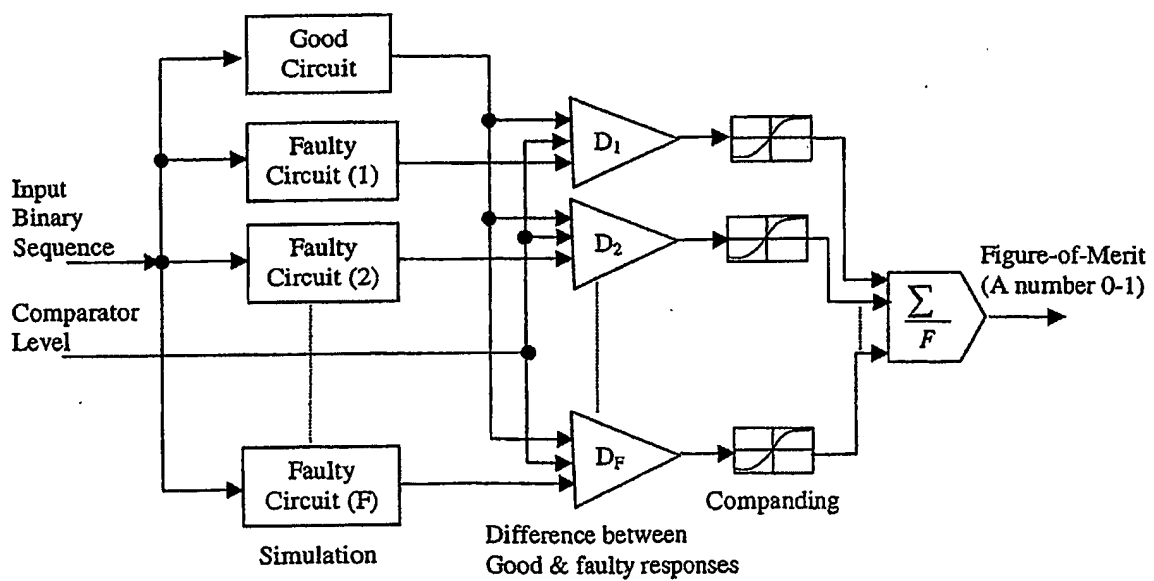 Good
Circuit
Faulty
Circuit (1)
Input
Binary
Sequence
Faulty
Circuit (2)
Comparator
Level
Faulty
Circuit (F)
Simulation
D₁
D₂
D_F
Difference between
Good & faulty responses
Companding
Σ
F
Figure-of-Merit
(A number 0-1)